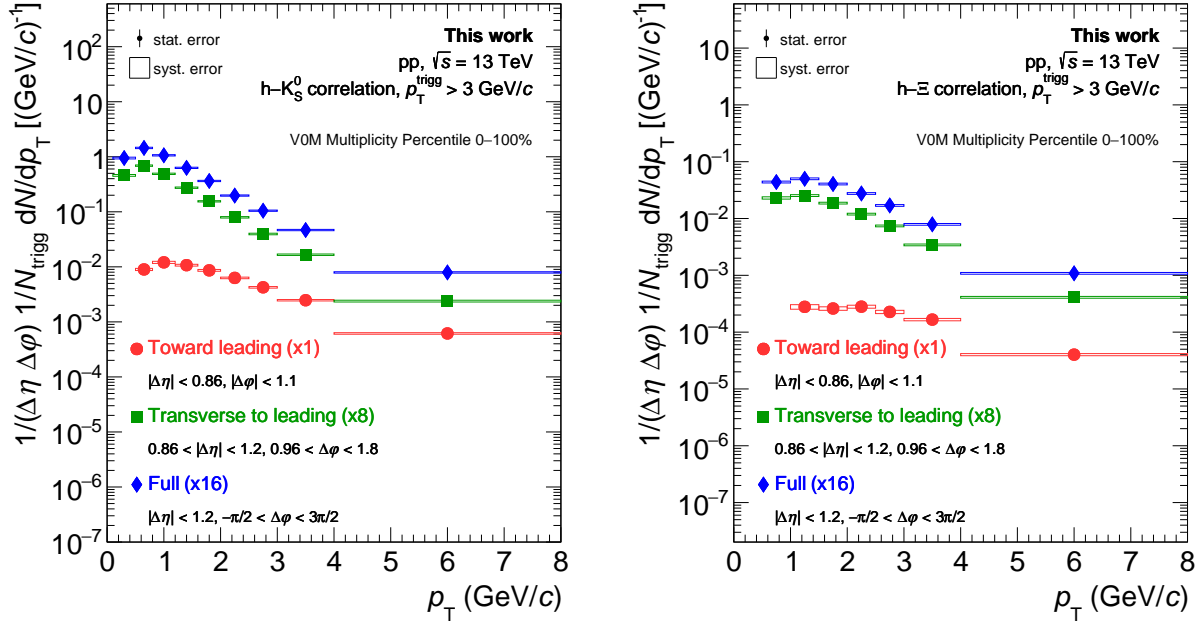 1/(Δη Δφ) 1/N_trigg dN/dp_T [(GeV/c)^-1]
stat. error
syst. error
This work
pp, √s = 13 TeV
h–K^0_S correlation, p_T^trigg > 3 GeV/c
V0M Multiplicity Percentile 0–100%
10^2
10
1
10^−1
10^−2
10^−3
10^−4
10^−5
10^−6
10^−7
Toward leading (x1)
|Δη| < 0.86, |Δφ| < 1.1
Transverse to leading (x8)
0.86 < |Δη| < 1.2, 0.96 < Δφ < 1.8
Full (x16)
|Δη| < 1.2, −π/2 < Δφ < 3π/2
0 1 2 3 4 5 6 7 8
p_T (GeV/c)
1/(Δη Δφ) 1/N_trigg dN/dp_T [(GeV/c)^-1]
stat. error
syst. error
This work
pp, √s = 13 TeV
h–Ξ correlation, p_T^trigg > 3 GeV/c
V0M Multiplicity Percentile 0–100%
10
1
10^−1
10^−2
10^−3
10^−4
10^−5
10^−6
10^−7
Toward leading (x1)
|Δη| < 0.86, |Δφ| < 1.1
Transverse to leading (x8)
0.86 < |Δη| < 1.2, 0.96 < Δφ < 1.8
Full (x16)
|Δη| < 1.2, −π/2 < Δφ < 3π/2
0 1 2 3 4 5 6 7 8
p_T (GeV/c)